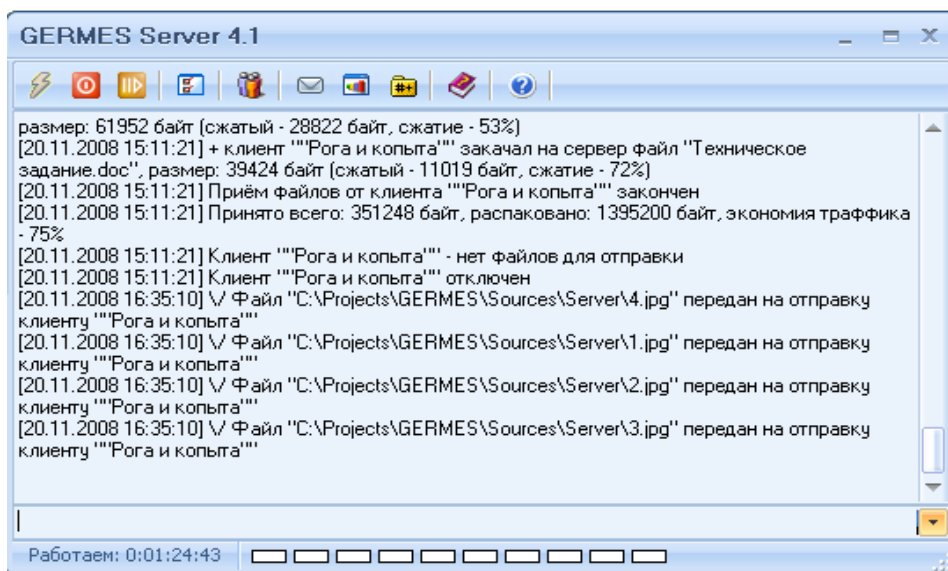 GERMES Server 4.1
размер: 61952 байт (сжатый - 28822 байт, сжатие - 53%)
[20.11.2008 15:11:21] + клиент '"'Рога и копыта'"' закачал на сервер файл "Техническое
задание.doc", размер: 39424 байт (сжатый - 11019 байт, сжатие - 72%)
[20.11.2008 15:11:21] Приём файлов от клиента '"'Рога и копыта'"' закончен
[20.11.2008 15:11:21] Принято всего: 351248 байт, распаковано: 1395200 байт, экономия траффика
- 75%
[20.11.2008 15:11:21] Клиент '"'Рога и копыта'"' - нет файлов для отправки
[20.11.2008 15:11:21] Клиент '"'Рога и копыта'"' отключен
[20.11.2008 16:35:10] \/ Файл "C:\Projects\GERMES\Sources\Server\4.jpg" передан на отправку
клиенту '"'Рога и копыта'"'
[20.11.2008 16:35:10] \/ Файл "C:\Projects\GERMES\Sources\Server\1.jpg" передан на отправку
клиенту '"'Рога и копыта'"'
[20.11.2008 16:35:10] \/ Файл "C:\Projects\GERMES\Sources\Server\2.jpg" передан на отправку
клиенту '"'Рога и копыта'"'
[20.11.2008 16:35:10] \/ Файл "C:\Projects\GERMES\Sources\Server\3.jpg" передан на отправку
клиенту '"'Рога и копыта'"'
Работаем: 0:01:24:43